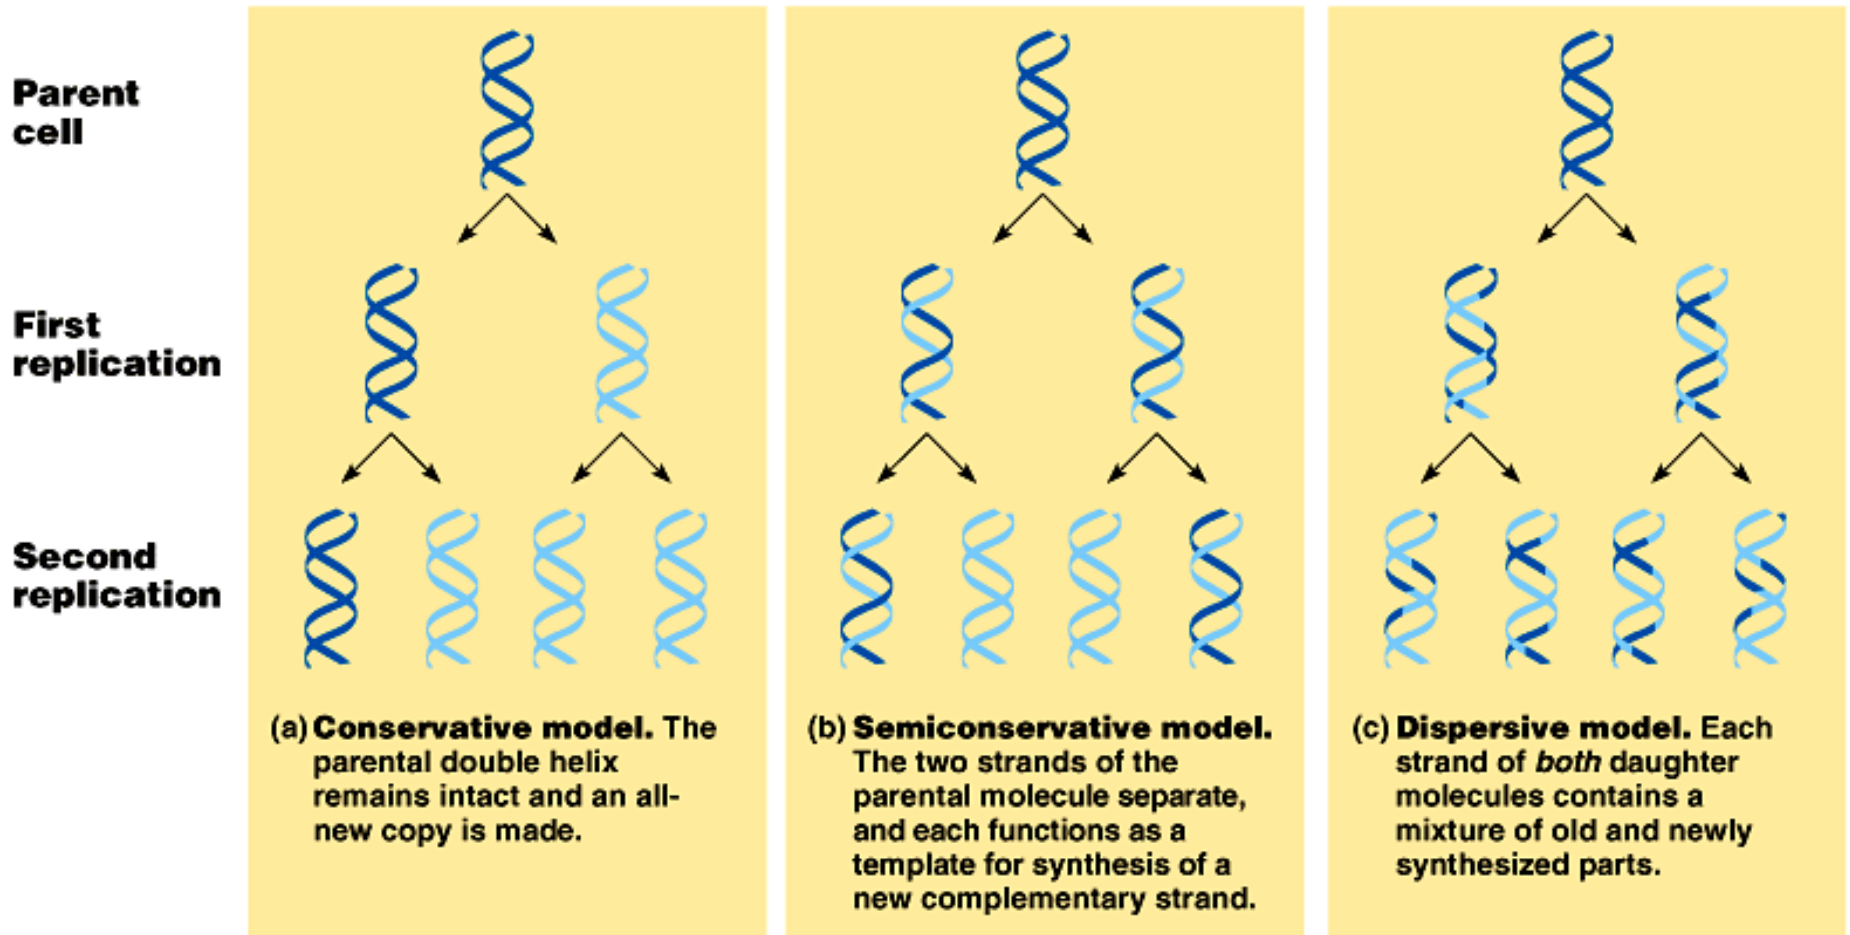 Parent
cell
First
replication
Second
replication
(a) Conservative model. The
parental double helix
remains intact and an all-
new copy is made.
(b) Semiconservative model.
The two strands of the
parental molecule separate,
and each functions as a
template for synthesis of a
new complementary strand.
(c) Dispersive model. Each
strand of both daughter
molecules contains a
mixture of old and newly
synthesized parts.